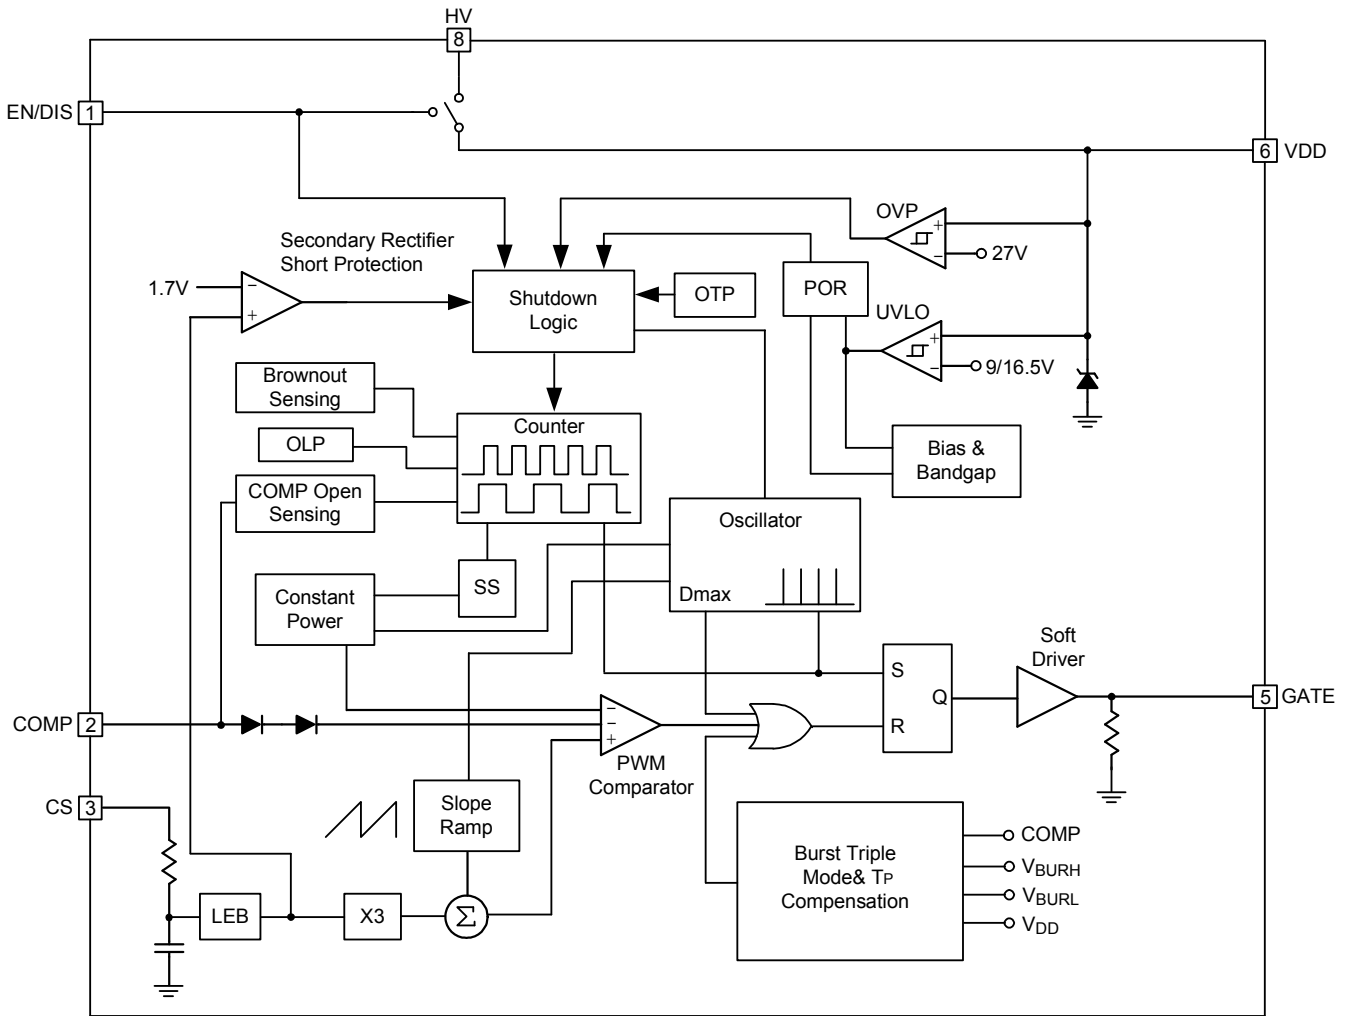 HV
8
EN/DIS 1
6 VDD
OVP
+
−
27V
Secondary Rectifier
Short Protection
1.7V
−
+
Shutdown
Logic
OTP
POR
UVLO
+
−
9/16.5V
Brownout
Sensing
Counter
OLP
COMP Open
Sensing
Bias &
Bandgap
Oscillator
Dmax
SS
Constant
Power
Soft
Driver
S
Q
R
5 GATE
COMP 2
−
−
+
PWM
Comparator
CS 3
Slope
Ramp
Burst Triple
Mode& TP
Compensation
COMP
VBURH
VBURL
VDD
LEB
X3
Σ